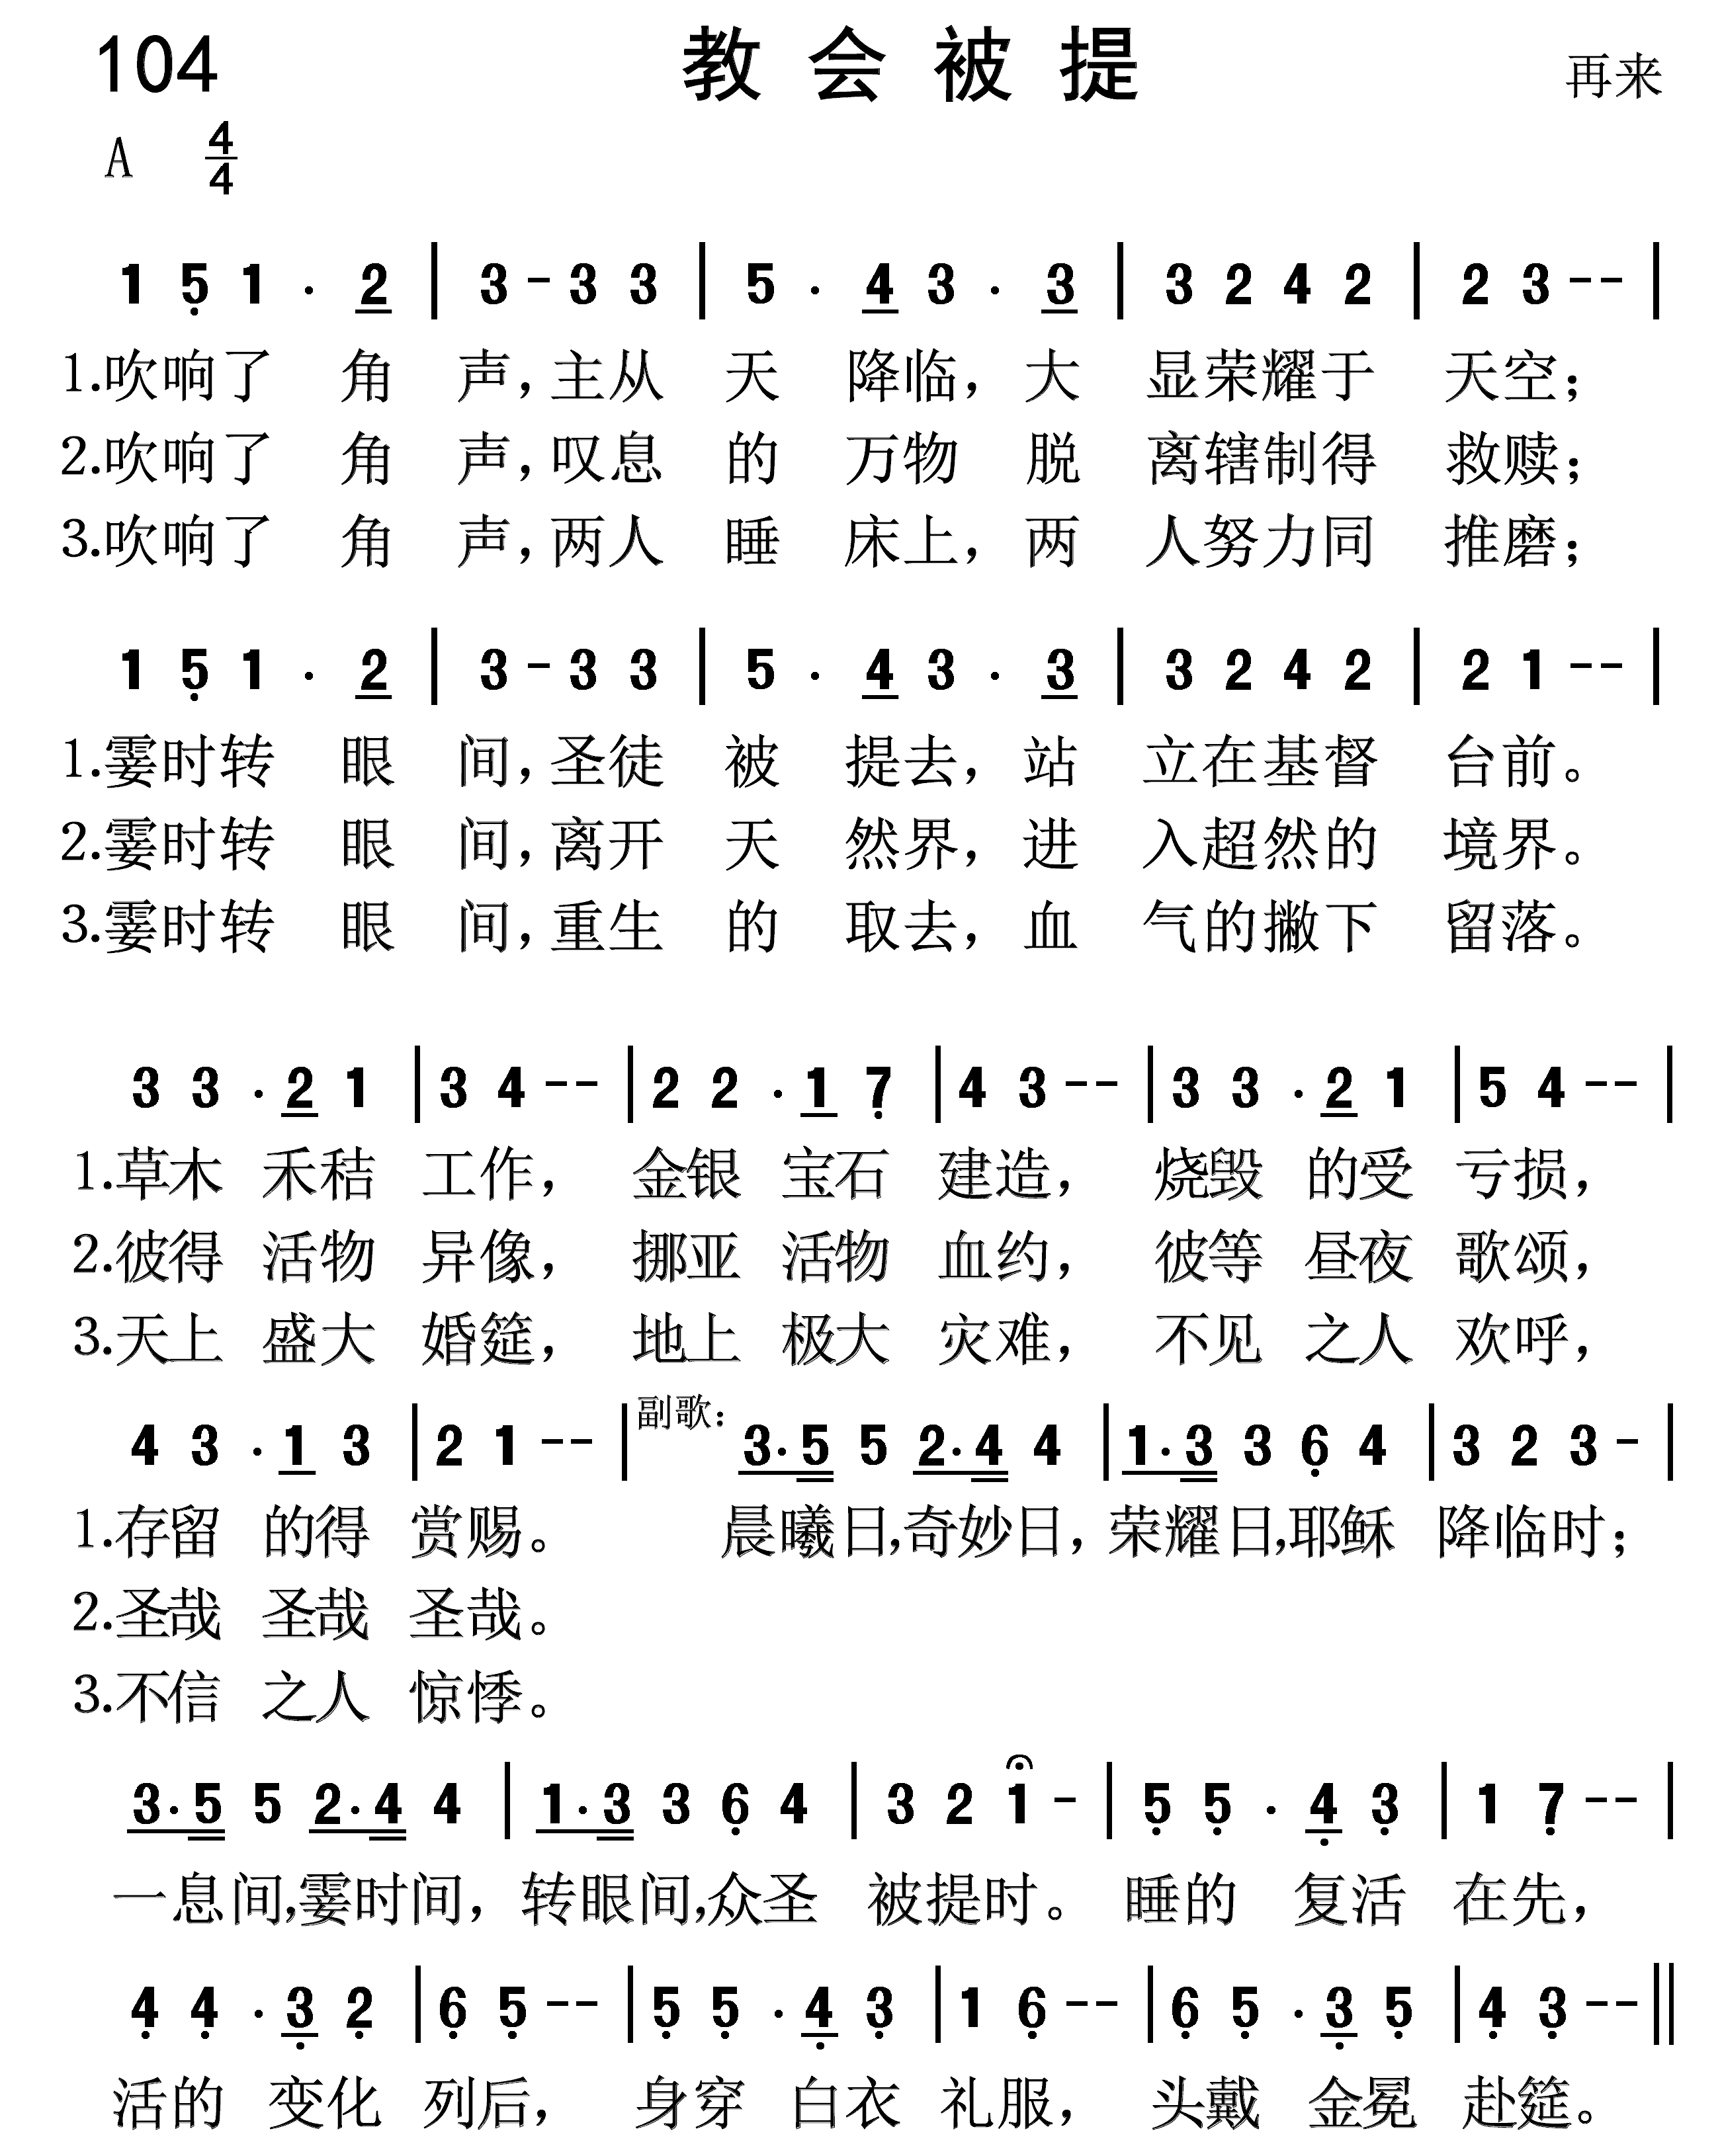 104 教会被提 再来
A 4/4
1 5̣ 1 . 2 | 3 - 3 3 | 5 . 4 3 . 3 | 3 2 4 2 | 2 3 - - |
1.吹响了 角 声,主从 天 降临,大 显荣耀于 天空;
2.吹响了 角 声,叹息 的 万物 脱 离辖制得 救赎;
3.吹响了 角 声,两人 睡 床上,两 人努力同 推磨;
1 5̣ 1 . 2 | 3 - 3 3 | 5 . 4 3 . 3 | 3 2 4 2 | 2 1 - - |
1.霎时转 眼 间,圣徒 被 提去,站 立在基督 台前。
2.霎时转 眼 间,离开 天 然界,进 入超然的 境界。
3.霎时转 眼 间,重生 的 取去,血 气的撇下 留落。
3 3 . 2 1 | 3 4 - - | 2 2 . 1 7̣ | 4 3 - - | 3 3 . 2 1 | 5 4 - - |
1.草木 禾秸 工作, 金银 宝石 建造, 烧毁 的受 亏损,
2.彼得 活物 异像, 挪亚 活物 血约, 彼等 昼夜 歌颂,
3.天上 盛大 婚筵, 地上 极大 灾难, 不见 之人 欢呼,
4 3 . 1 3 | 2 1 - - | 副歌: 3 . 5 5 2 . 4 4 | 1 . 3 3 6̣ 4 | 3 2 3 - |
1.存留 的得 赏赐。 晨曦日,奇妙日,荣耀日,耶稣 降临时;
2.圣哉 圣哉 圣哉。
3.不信 之人 惊悸。
3 . 5 5 2 . 4 4 | 1 . 3 3 6̣ 4 | 3 2 1 - | 5̣ 5̣ . 4̣ 3̣ | 1 7̣ - - |
一息间,霎时间,转眼间,众圣 被提时。睡的 复活 在先,
4̣ 4̣ . 3̣ 2̣ | 6̣ 5̣ - - | 5̣ 5̣ . 4̣ 3̣ | 1 6̣ - - | 6̣ 5̣ . 3̣ 5̣ | 4̣ 3̣ - - ||
活的 变化 列后, 身穿 白衣 礼服, 头戴 金冕 赴筵。